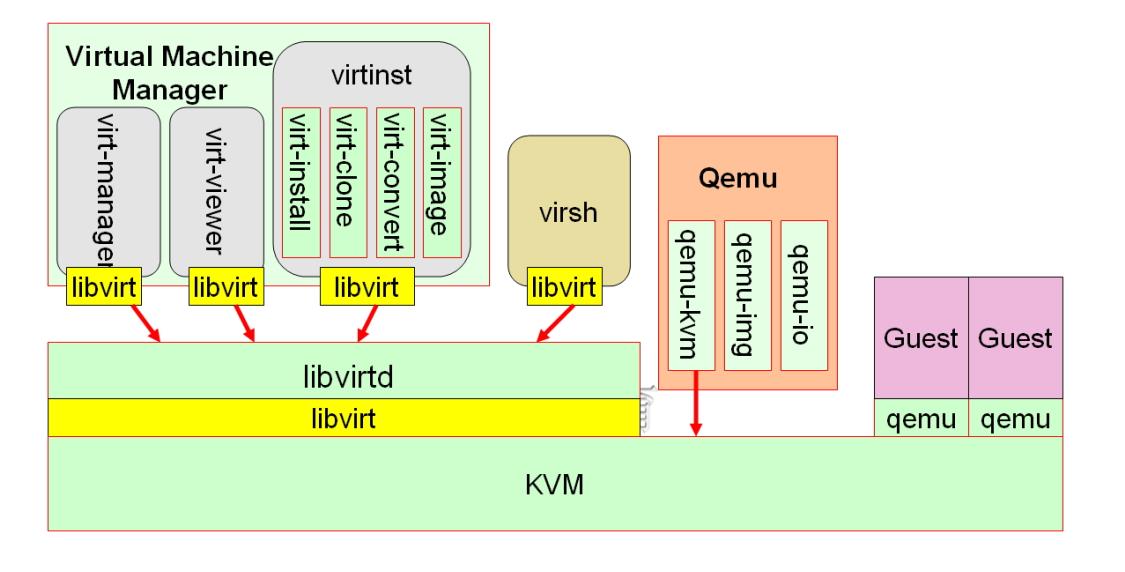 Virtual Machine
Manager
virtinst
virt-manager
virt-viewer
virt-install
virt-clone
virt-convert
virt-image
libvirt
libvirt
libvirt
virsh
libvirt
Qemu
qemu-kvm
qemu-img
qemu-io
Guest
Guest
qemu
qemu
libvirtd
libvirt
KVM